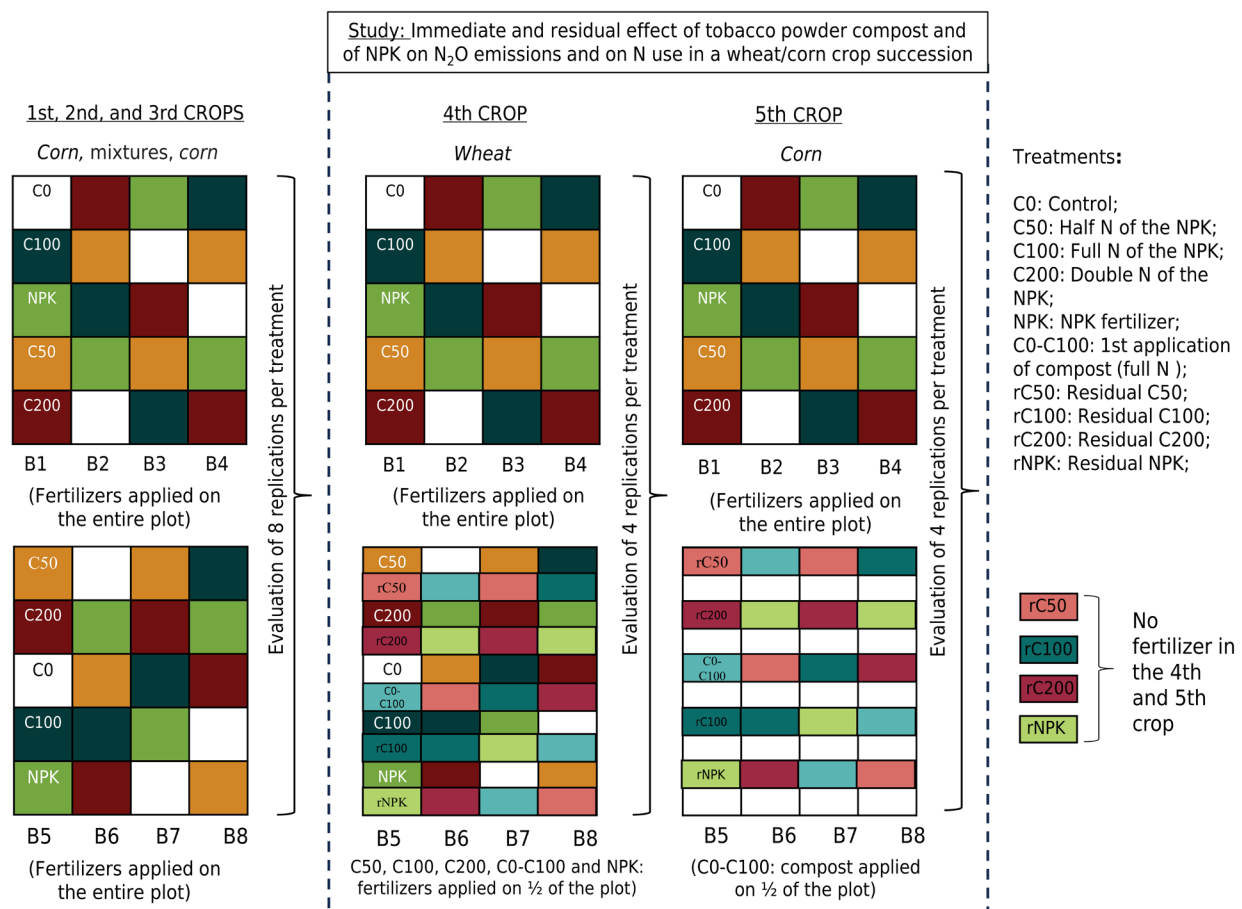 Study: Immediate and residual effect of tobacco powder compost and
of NPK on N₂O emissions and on N use in a wheat/corn crop succession
1st, 2nd, and 3rd CROPS
Corn, mixtures, corn
C0
C100
NPK
C50
C200
B1 B2 B3 B4
(Fertilizers applied on
the entire plot)
C50
C200
C0
C100
NPK
B5 B6 B7 B8
(Fertilizers applied on
the entire plot)
Evaluation of 8 replications per treatment
4th CROP
Wheat
C0
C100
NPK
C50
C200
B1 B2 B3 B4
(Fertilizers applied on
the entire plot)
C50
rC50
C200
rC200
C0
C0-
C100
C100
rC100
NPK
rNPK
B5 B6 B7 B8
C50, C100, C200, C0-C100 and NPK:
fertilizers applied on ½ of the plot)
Evaluation of 4 replications per treatment
5th CROP
Corn
C0
C100
NPK
C50
C200
B1 B2 B3 B4
(Fertilizers applied on
the entire plot)
rC50
rC200
C0-
C100
rC100
rNPK
B5 B6 B7 B8
(C0-C100: compost applied
on ½ of the plot)
Evaluation of 4 replications per treatment
Treatments:
C0: Control;
C50: Half N of the NPK;
C100: Full N of the NPK;
C200: Double N of the
NPK;
NPK: NPK fertilizer;
C0-C100: 1st application
of compost (full N );
rC50: Residual C50;
rC100: Residual C100;
rC200: Residual C200;
rNPK: Residual NPK;
rC50
rC100
rC200
rNPK
No
fertilizer in
the 4th
and 5th
crop